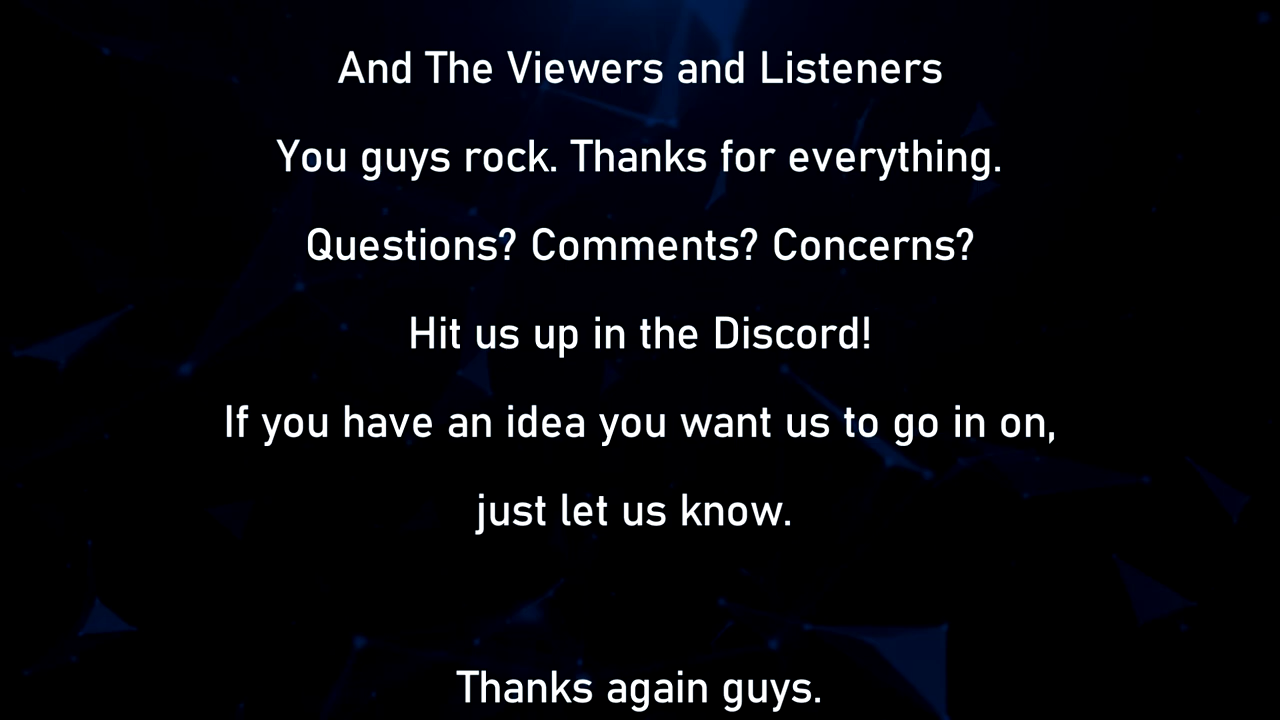 And The Viewers and Listeners
You guys rock. Thanks for everything.
Questions? Comments? Concerns?
Hit us up in the Discord!
If you have an idea you want us to go in on,
just let us know.
Thanks again guys.